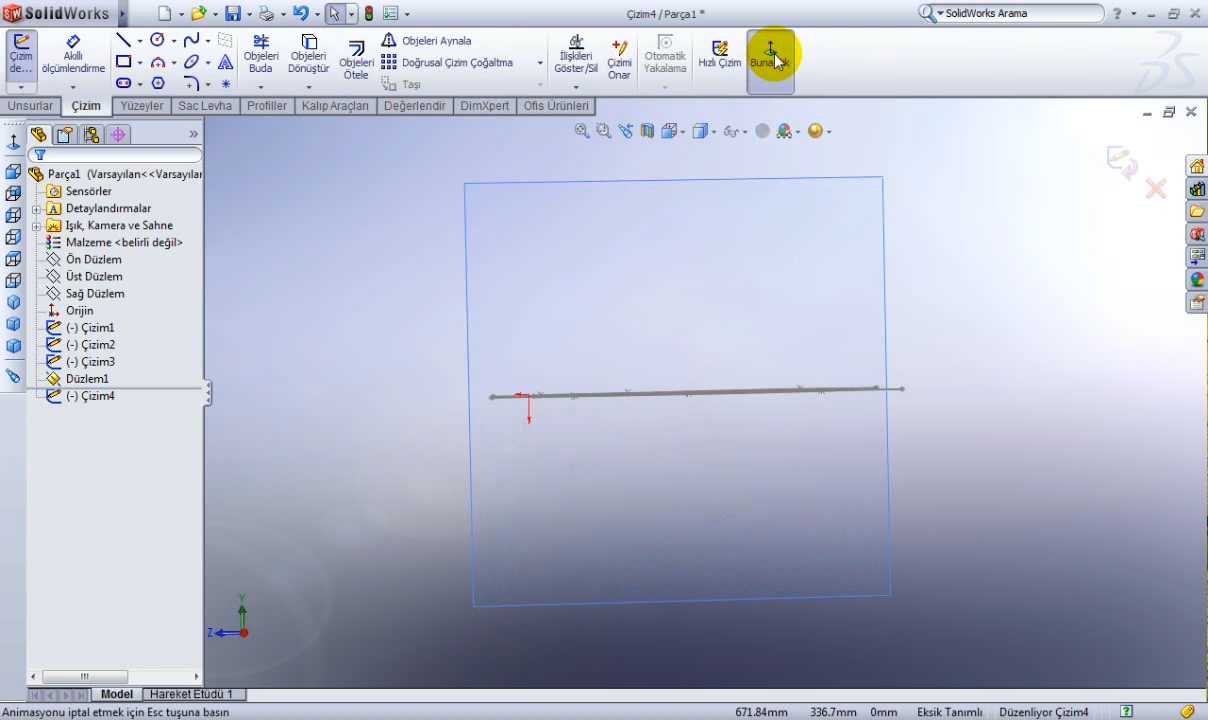 SolidWorks
Çizim4 / Parça1 *
SolidWorks Arama
Çizim
de...
Akıllı
ölçümlendirme
Objeleri
Buda
Objeleri
Dönüştür
Objeleri
Ötele
Objeleri Aynala
Doğrusal Çizim Çoğaltma
Taşı
İlişkileri
Göster/Sil
Çizimi
Onar
Otomatik
Yakalama
Hızlı Çizim
Unsurlar
Çizim
Yüzeyler
Sac Levha
Profiller
Kalıp Araçları
Değerlendir
DimXpert
Ofis Ürünleri
Parça1 (Varsayılan<<Varsayılar
Sensörler
Detaylandırmalar
Işık, Kamera ve Sahne
Malzeme <belirli değil>
Ön Düzlem
Üst Düzlem
Sağ Düzlem
Orijin
(-) Çizim1
(-) Çizim2
(-) Çizim3
Düzlem1
(-) Çizim4
Y
Z
Model
Hareket Etüdü 1
Animasyonu iptal etmek için Esc tuşuna basın
671.84mm
336.7mm
0mm
Eksik Tanımlı
Düzenliyor Çizim4